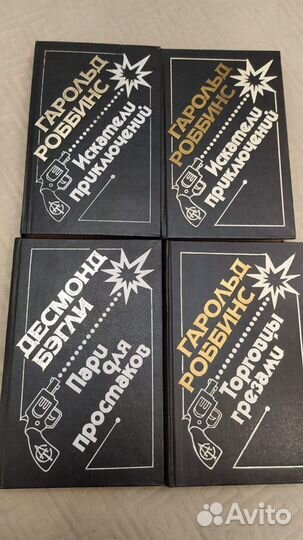 ГАРОЛЬД
РОББИНС
Искатели
приключений
ГАРОЛЬД
РОББИНС
Искатели
приключений
ДЕСМОНД
БЭГЛИ
Пари для
простаков
ГАРОЛЬД
РОББИНС
Торговцы
грезами
Avito